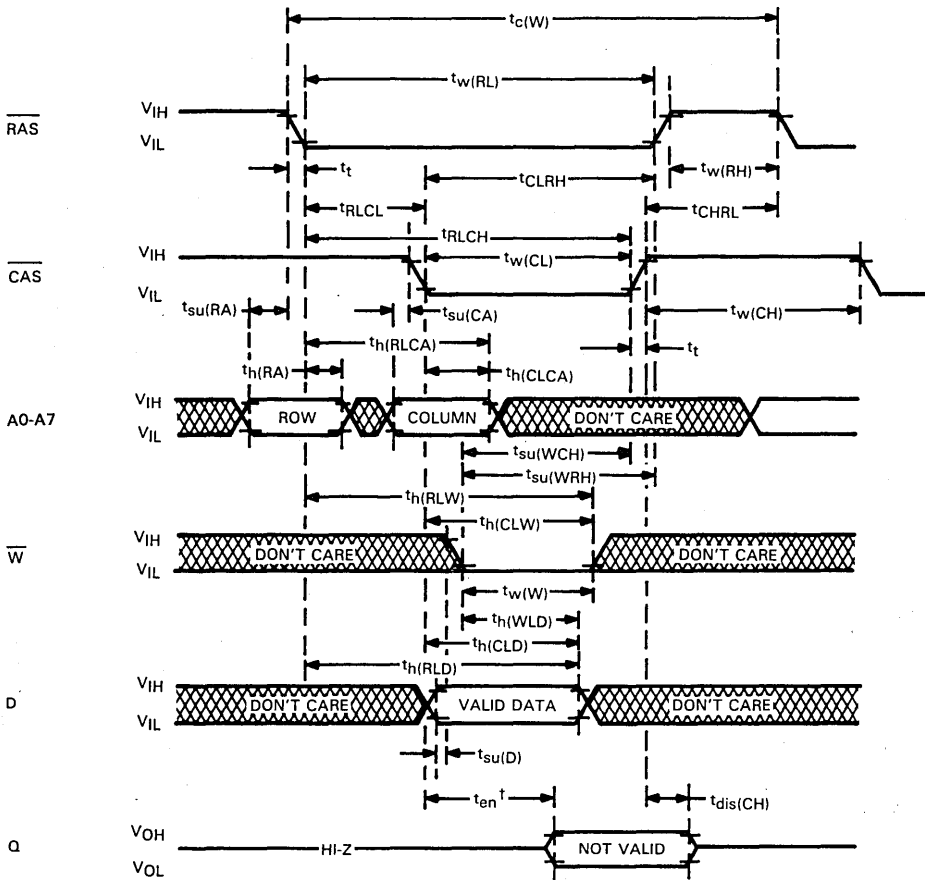 tc(W)
tw(RL)
RAS
VIH
VIL
tt
tCLRH
tw(RH)
tRLCL
tCHRL
tRLCH
CAS
VIH
tw(CL)
VIL
tsu(RA)
tsu(CA)
tw(CH)
th(RLCA)
th(RA)
th(CLCA)
tt
A0-A7
VIH
VIL
ROW
COLUMN
DON'T CARE
tsu(WCH)
tsu(WRH)
th(RLW)
th(CLW)
W
VIH
VIL
DON'T CARE
DON'T CARE
tw(W)
th(WLD)
th(CLD)
th(RLD)
D
VIH
VIL
DON'T CARE
VALID DATA
DON'T CARE
tsu(D)
ten†
tdis(CH)
Q
VOH
VOL
HI-Z
NOT VALID